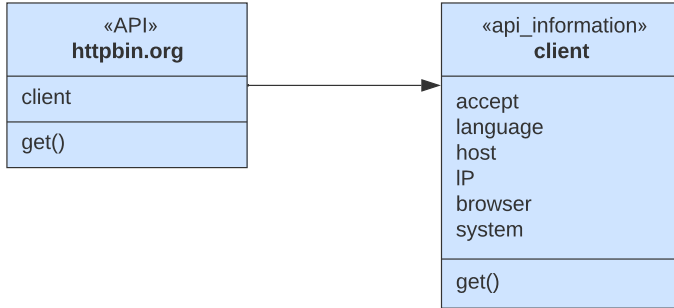 «API»
httpbin.org
client
get()
«api_information»
client
accept
language
host
IP
browser
system
get()